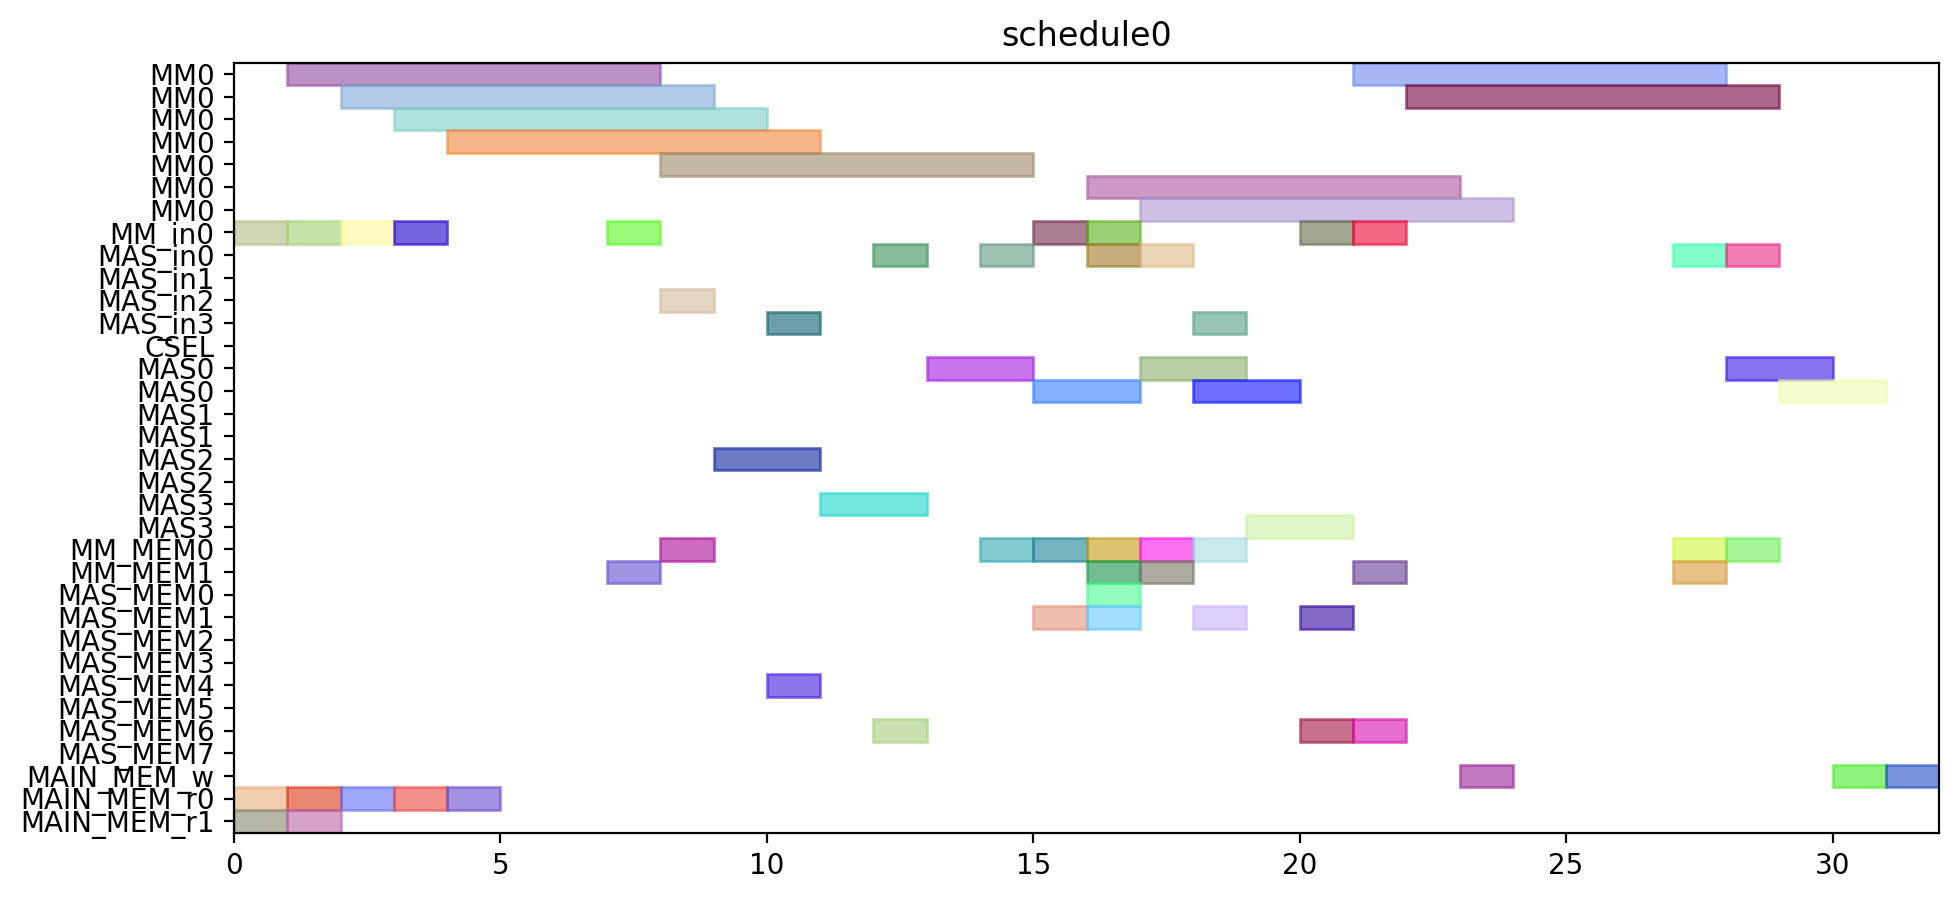 schedule0
MM0
MM0
MM0
MM0
MM0
MM0
MM0
MM_in0
MAS_in0
MAS_in1
MAS_in2
MAS_in3
CSEL
MAS0
MAS0
MAS1
MAS1
MAS2
MAS2
MAS3
MAS3
MM_MEM0
MM_MEM1
MAS_MEM0
MAS_MEM1
MAS_MEM2
MAS_MEM3
MAS_MEM4
MAS_MEM5
MAS_MEM6
MAS_MEM7
MAIN_MEM_w
MAIN_MEM_r0
MAIN_MEM_r1
0 5 10 15 20 25 30